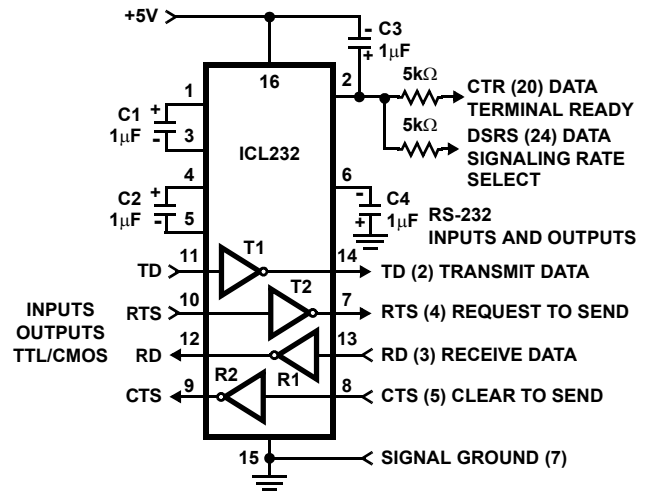 +5V
- C3
+ 1μF
16
1
2
5kΩ
CTR (20) DATA
TERMINAL READY
5kΩ
DSRS (24) DATA
SIGNALING RATE
SELECT
C1 +
1μF -
3
ICL232
4
6
C2 +
1μF -
5
- C4
+ 1μF
RS-232
INPUTS AND OUTPUTS
T1
TD
11
14
TD (2) TRANSMIT DATA
T2
INPUTS
OUTPUTS
TTL/CMOS
RTS
10
7
RTS (4) REQUEST TO SEND
RD
12
13
RD (3) RECEIVE DATA
R1
R2
CTS
9
8
CTS (5) CLEAR TO SEND
15
SIGNAL GROUND (7)